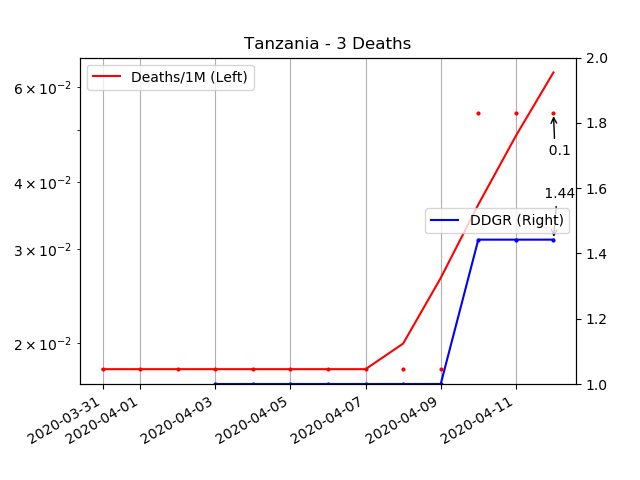 Tanzania - 3 Deaths
Deaths/1M (Left)
6 × 10⁻²
4 × 10⁻²
3 × 10⁻²
2 × 10⁻²
2.0
1.8
1.6
1.4
1.2
1.0
0.1
1.44
DDGR (Right)
2020-03-31
2020-04-01
2020-04-03
2020-04-05
2020-04-07
2020-04-09
2020-04-11